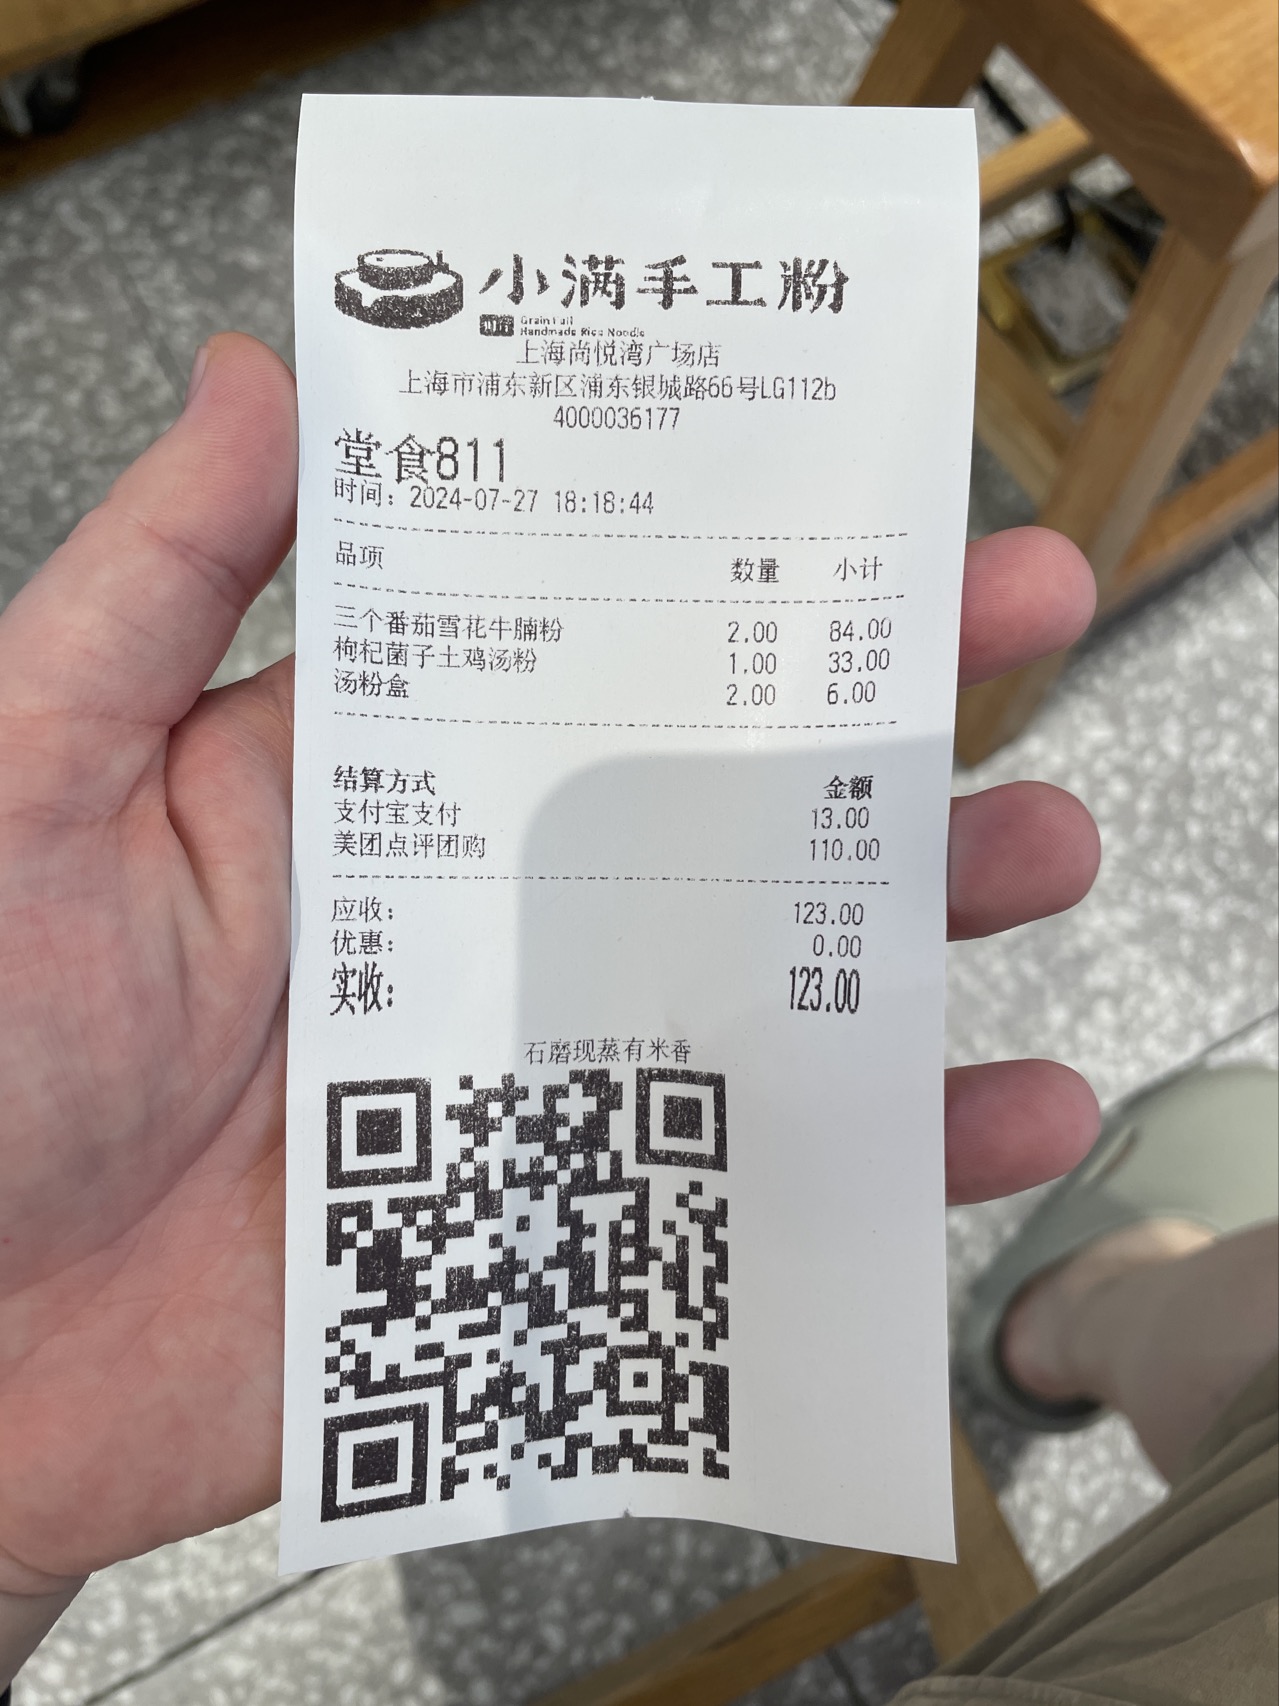 小满手工粉
Grain Full
Handmade Rice Noodle
上海尚悦湾广场店
上海市浦东新区浦东银城路66号LG112b
4000036177
堂食811
时间：2024-07-27 18:18:44
品项 数量 小计
三个番茄雪花牛腩粉 2.00 84.00
枸杞菌子土鸡汤粉 1.00 33.00
汤粉盒 2.00 6.00
结算方式 金额
支付宝支付 13.00
美团点评团购 110.00
应收： 123.00
优惠： 0.00
实收： 123.00
石磨现蒸有米香